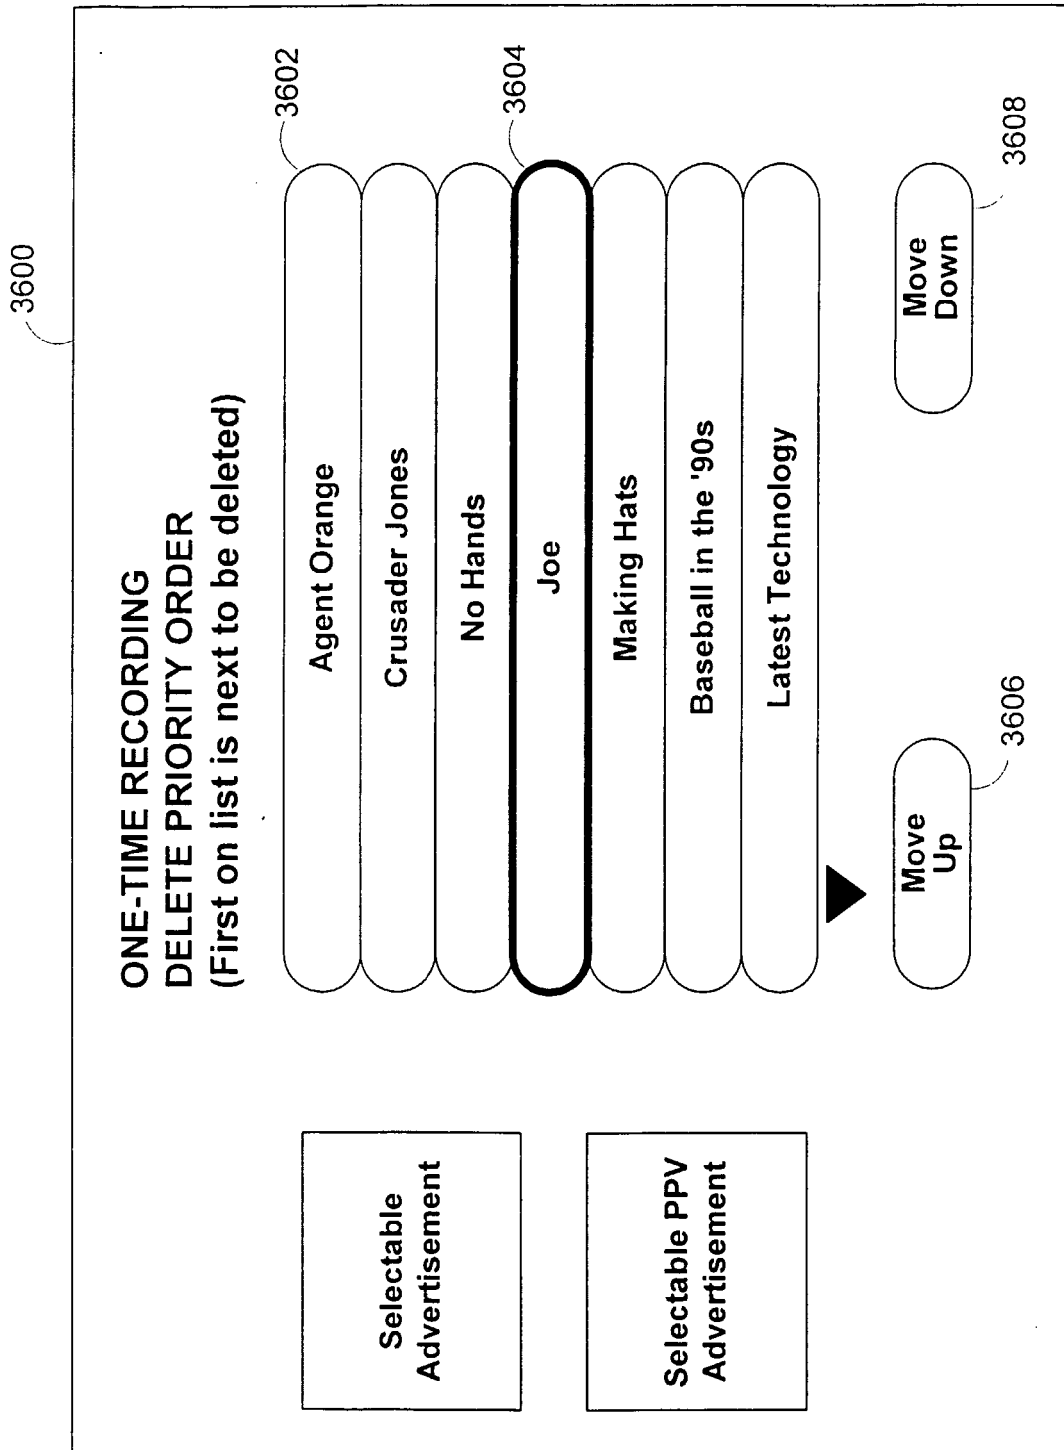 3600
ONE-TIME RECORDING
DELETE PRIORITY ORDER
(First on list is next to be deleted)
Selectable
Advertisement
Selectable PPV
Advertisement
Agent Orange
3602
Crusader Jones
No Hands
Joe
3604
Making Hats
Baseball in the '90s
Latest Technology
Move
Up
3606
Move
Down
3608